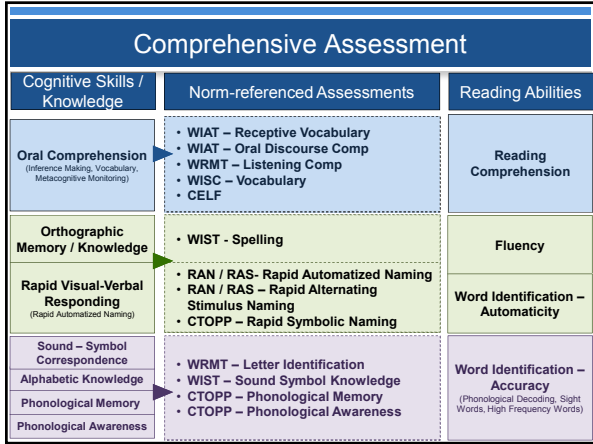 Comprehensive Assessment
Cognitive Skills /
Knowledge
Norm-referenced Assessments
Reading Abilities
Oral Comprehension
(Inference Making, Vocabulary,
Metacognitive Monitoring)
• WIAT – Receptive Vocabulary
• WIAT – Oral Discourse Comp
• WRMT – Listening Comp
• WISC – Vocabulary
• CELF
Reading
Comprehension
Orthographic
Memory / Knowledge
Rapid Visual-Verbal
Responding
(Rapid Automatized Naming)
• WIST - Spelling
• RAN / RAS- Rapid Automatized Naming
• RAN / RAS – Rapid Alternating
Stimulus Naming
• CTOPP – Rapid Symbolic Naming
Fluency
Word Identification –
Automaticity
Sound – Symbol
Correspondence
Alphabetic Knowledge
Phonological Memory
Phonological Awareness
• WRMT – Letter Identification
• WIST – Sound Symbol Knowledge
• CTOPP – Phonological Memory
• CTOPP – Phonological Awareness
Word Identification –
Accuracy
(Phonological Decoding, Sight
Words, High Frequency Words)